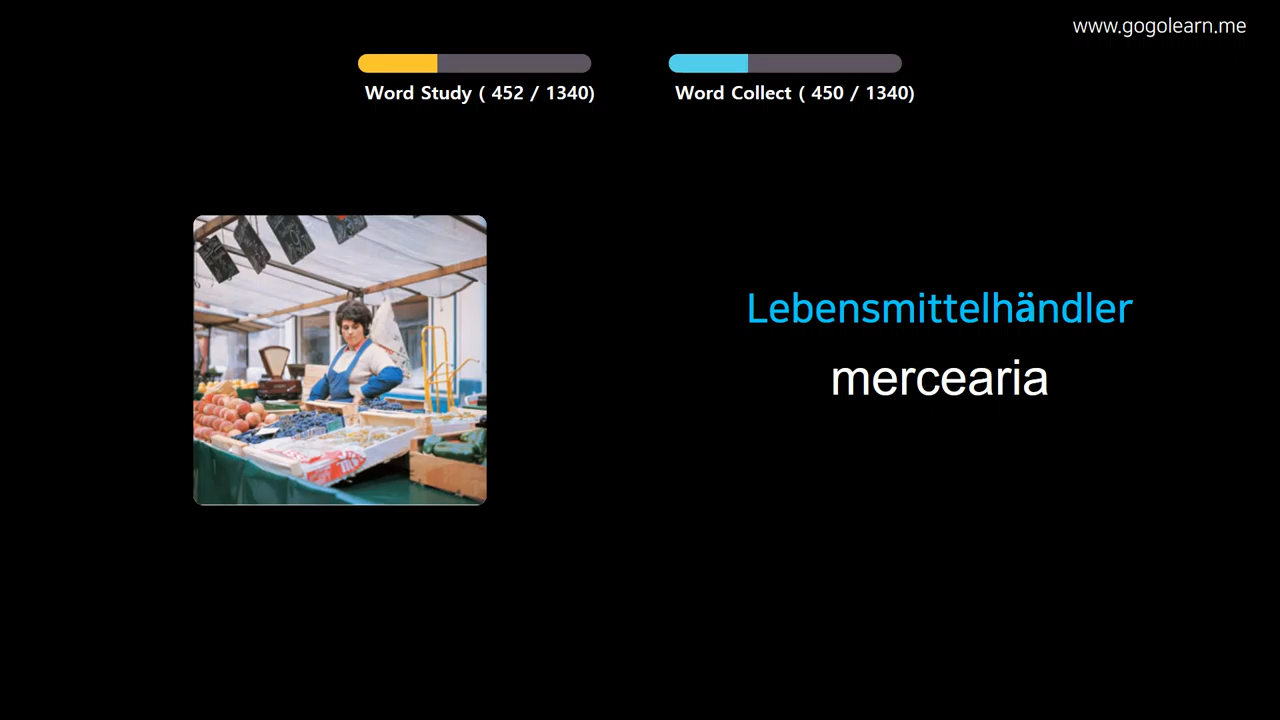 www.gogolearn.me
Word Study ( 452 / 1340)
Word Collect ( 450 / 1340)
Lebensmittelhändler
mercearia